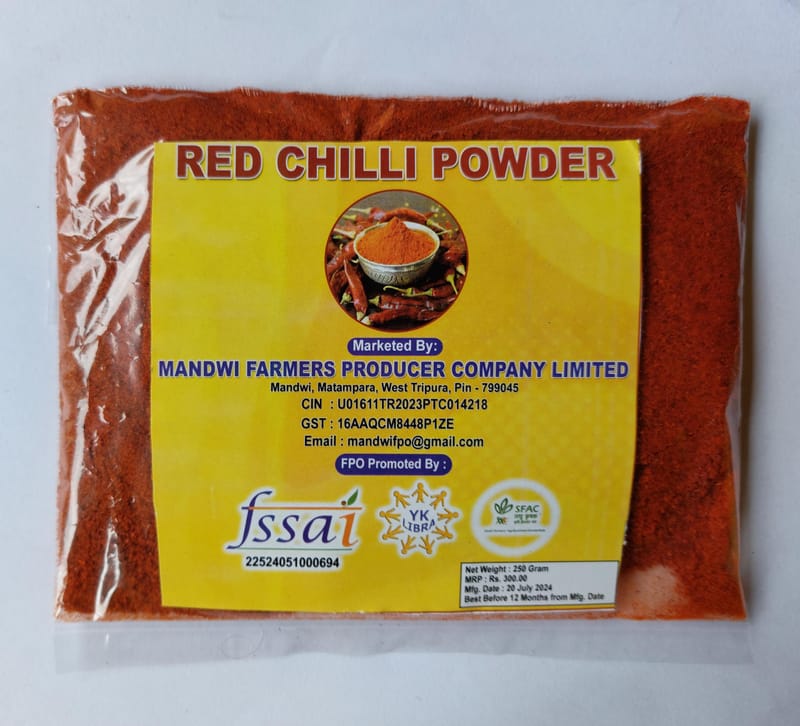 RED CHILLI POWDER
Marketed By:
MANDWI FARMERS PRODUCER COMPANY LIMITED
Mandwi, Matampara, West Tripura, Pin - 799045
CIN : U01611TR2023PTC014218
GST : 16AAQCM8448P1ZE
Email : mandwifpo@gmail.com
FPO Promoted By :
fssai
22524051000694
YK
LIBRA
SFAC
Net Weight : 250 Gram
MRP : Rs. 300.00
Mfg. Date : 20 July 2024
Best Before 12 Months from Mfg. Date